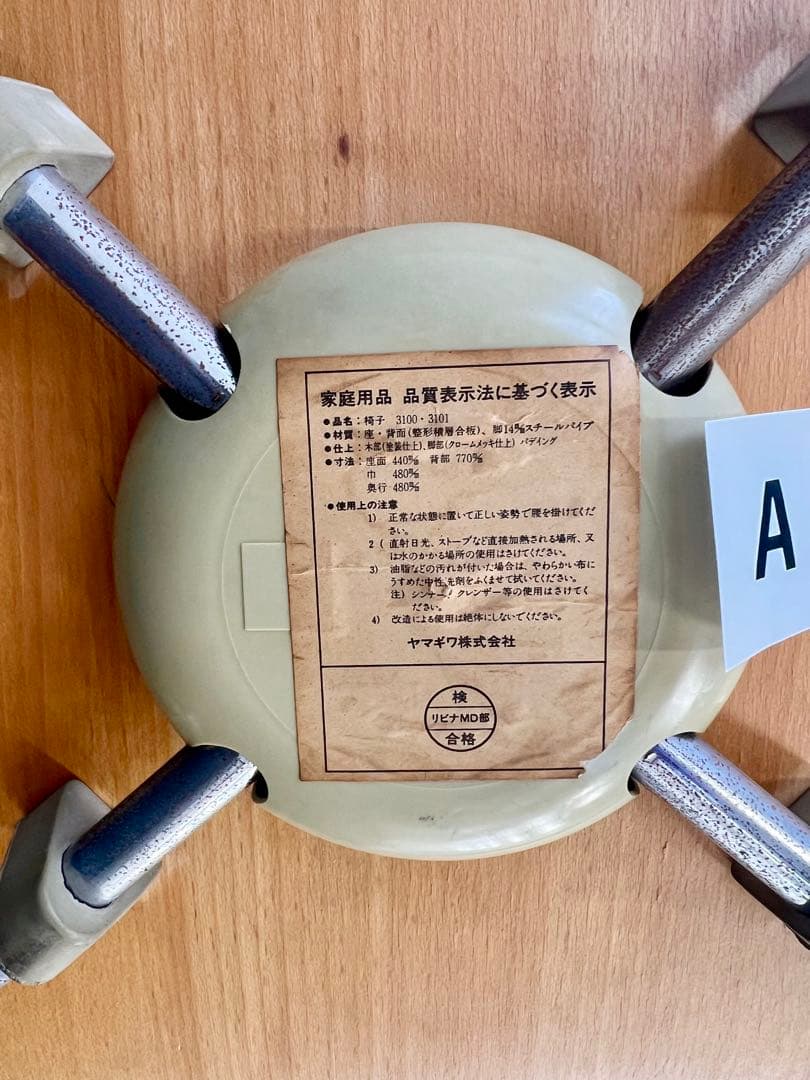 家庭用品 品質表示法に基づく表示
●品名：椅子 3100・3101
●材質：座・背面(整形積層合板)、脚14㎜スチールパイプ
●仕上：木部(塗装仕上)、脚部(クロームメッキ仕上) パデイング
●寸法：座面 440㎜ 背部 770㎜
巾 480㎜
奥行 480㎜
●使用上の注意
1) 正常な状態に置いて正しい姿勢で腰を掛けてくだ
さい。
2 ( 直射日光、ストーブなど直接加熱される場所、又
は水のかかる場所の使用はさけてください。
3) 油脂などの汚れが付いた場合は、やわらかい布に
うすめた中性洗剤をふくませて拭いてください。
注) シンナー、クレンザー等の使用はさけてく
ださい。
4) 改造による使用は絶体にしないでください。
ヤマギワ株式会社
検
リビナMD部
合格
A